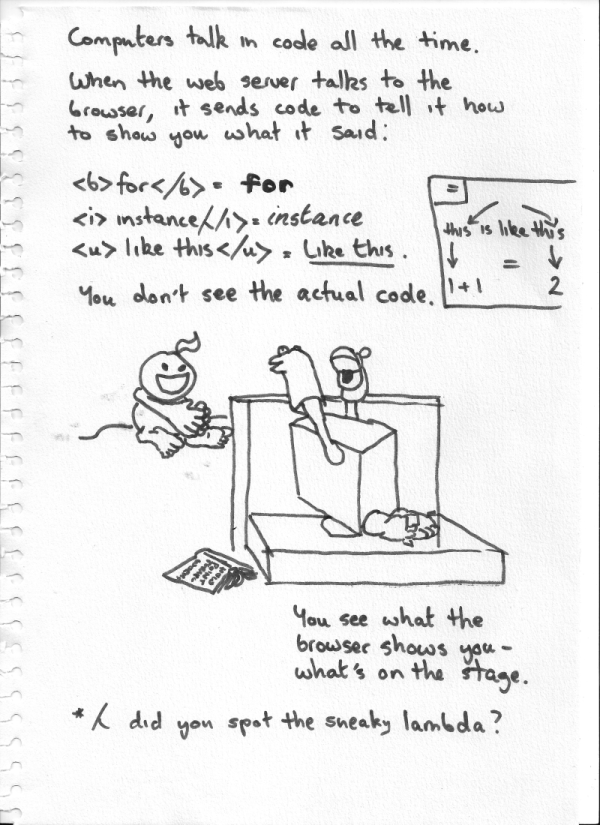 Computers talk in code all the time.
When the web server talks to the
browser, it sends code to tell it how
to show you what it said:
<b>for</b> = for
<i> instance⅄/i> = instance
<u> like this</u> = Like this.
=
this is like this
1+1 = 2
You don't see the actual code.
You see what the
browser shows you -
what's on the stage.
*⅄ did you spot the sneaky lambda?